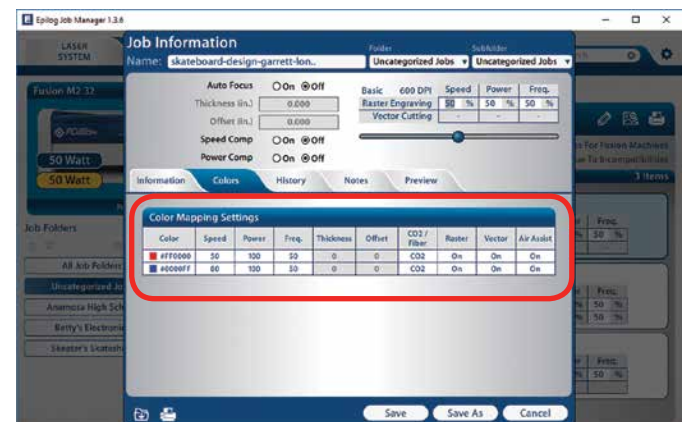 Epilog Job Manager 1.3.6
LASER SYSTEM
Job Information
Name: skateboard-design-garrett-lon..
Folder
Subfolder
Uncategorized Jobs
Uncategorized Jobs
Fusion M2 32
50 Watt
50 Watt
Auto Focus On Off
Thickness (in.) 0.000
Offset (in.) 0.000
Speed Comp On Off
Power Comp On Off
Basic 600 DPI Speed Power Freq.
Raster Engraving 50 % 50 % 50 %
Vector Cutting - - -
3 Items
Information Colors History Notes Preview
Job Folders
All Job Folders
Uncategorized Jo
Anamosa High Sch
Betty's Electroni
Skeeter's Skatesh
Color Mapping Settings
Color Speed Power Freq. Thickness Offset CO2 / Fiber Raster Vector Air Assist
#FF0000 50 100 50 0 0 CO2 On On On
#0000FF 60 100 50 0 0 CO2 On On On
Freq.
% 50 %
Freq.
% 50 %
Freq.
% 50 %
Save Save As Cancel